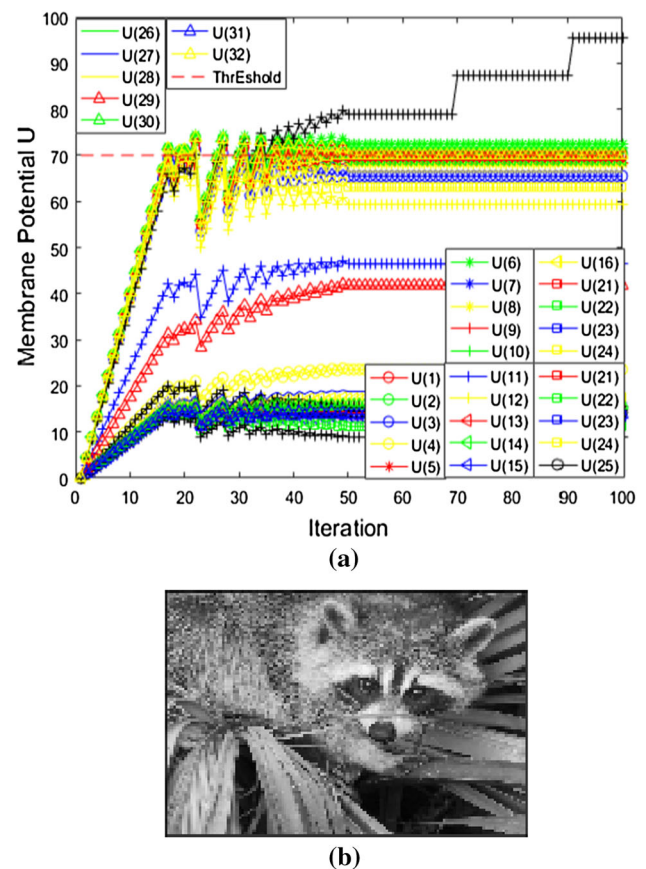 100
90
80
70
60
50
40
30
20
10
0
Membrane Potential U
U(26)
U(27)
U(28)
U(29)
U(30)
U(31)
U(32)
ThrEshold
U(6)
U(7)
U(8)
U(9)
U(10)
U(16)
U(21)
U(22)
U(23)
U(24)
U(1)
U(2)
U(3)
U(4)
U(5)
U(11)
U(12)
U(13)
U(14)
U(15)
U(21)
U(22)
U(23)
U(24)
U(25)
0 10 20 30 40 50 60 70 80 90 100
Iteration
(a)
(b)